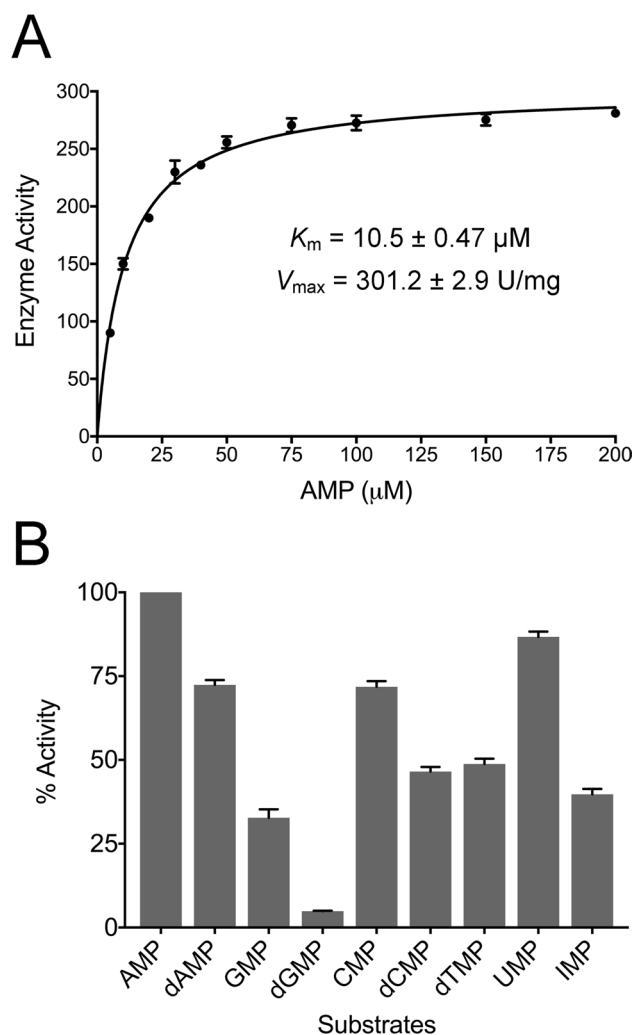 A
300
250
200
150
100
50
0
Enzyme Activity
Km = 10.5 ± 0.47 µM
Vmax = 301.2 ± 2.9 U/mg
0 25 50 75 100 125 150 175 200
AMP (µM)
B
100
75
50
25
0
% Activity
AMP dAMP GMP dGMP CMP dCMP dTMP UMP IMP
Substrates